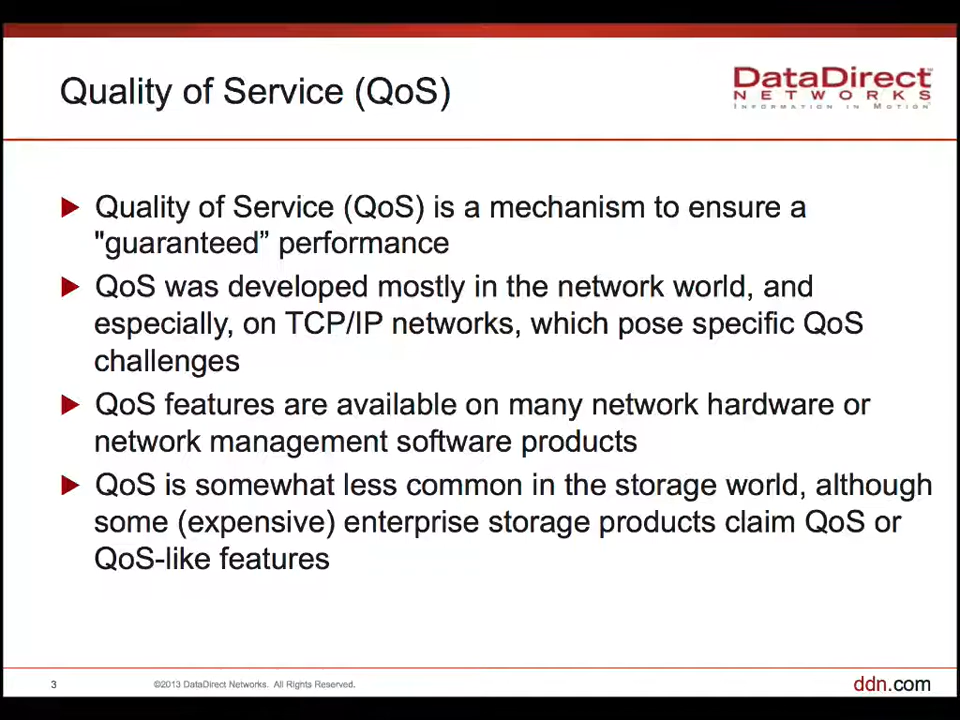 Quality of Service (QoS)
DataDirect
NETWORKS
INFORMATION IN MOTION
Quality of Service (QoS) is a mechanism to ensure a
"guaranteed” performance
QoS was developed mostly in the network world, and
especially, on TCP/IP networks, which pose specific QoS
challenges
QoS features are available on many network hardware or
network management software products
QoS is somewhat less common in the storage world, although
some (expensive) enterprise storage products claim QoS or
QoS-like features
3
©2013 DataDirect Networks. All Rights Reserved.
ddn.com